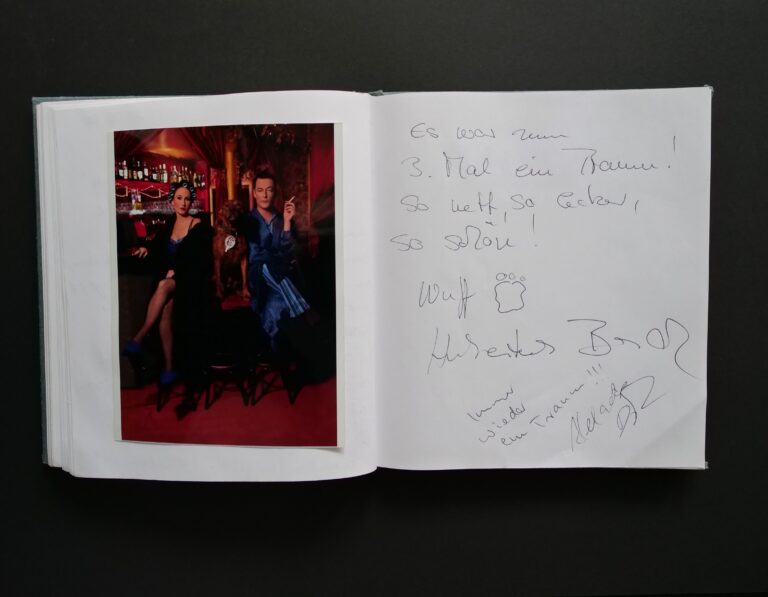 Es war zum
3. Mal ein Traum!
so nett, so lecker,
so schön!
Wuff
Hubertus
Immer
wieder
ein Traum!!!